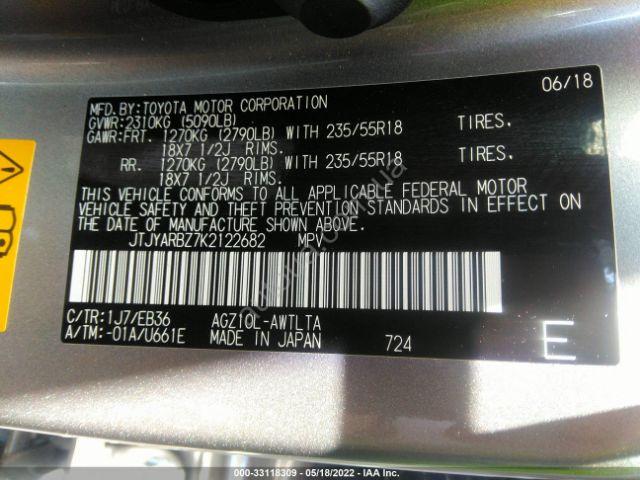 06/18
MFD.BY:TOYOTA MOTOR CORPORATION
GVWR:2310KG (5090LB)
GAWR:FRT. 1270KG (2790LB) WITH 235/55R18 TIRES.
18X7 1/2J RIMS.
RR. 1270KG (2790LB) WITH 235/55R18 TIRES.
18X7 1/2J RIMS.
THIS VEHICLE CONFORMS TO ALL APPLICABLE FEDERAL MOTOR
VEHICLE SAFETY AND THEFT PREVENTION STANDARDS IN EFFECT ON
THE DATE OF MANUFACTURE SHOWN ABOVE.
JTJYARBZ7K2122682 MPV
C/TR:1J7/EB36 AGZ10L-AWTLTA
A/TM:-01A/U661E MADE IN JAPAN 724 E
000-33118309 - 05/18/2022 - IAA Inc.